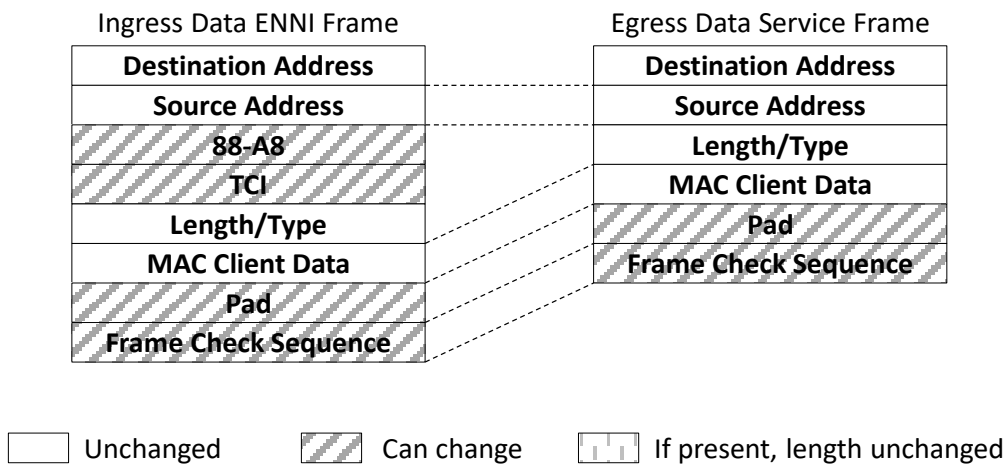 Ingress Data ENNI Frame
Destination Address
Source Address
88-A8
TCI
Length/Type
MAC Client Data
Pad
Frame Check Sequence
Egress Data Service Frame
Destination Address
Source Address
Length/Type
MAC Client Data
Pad
Frame Check Sequence
Unchanged
Can change
If present, length unchanged